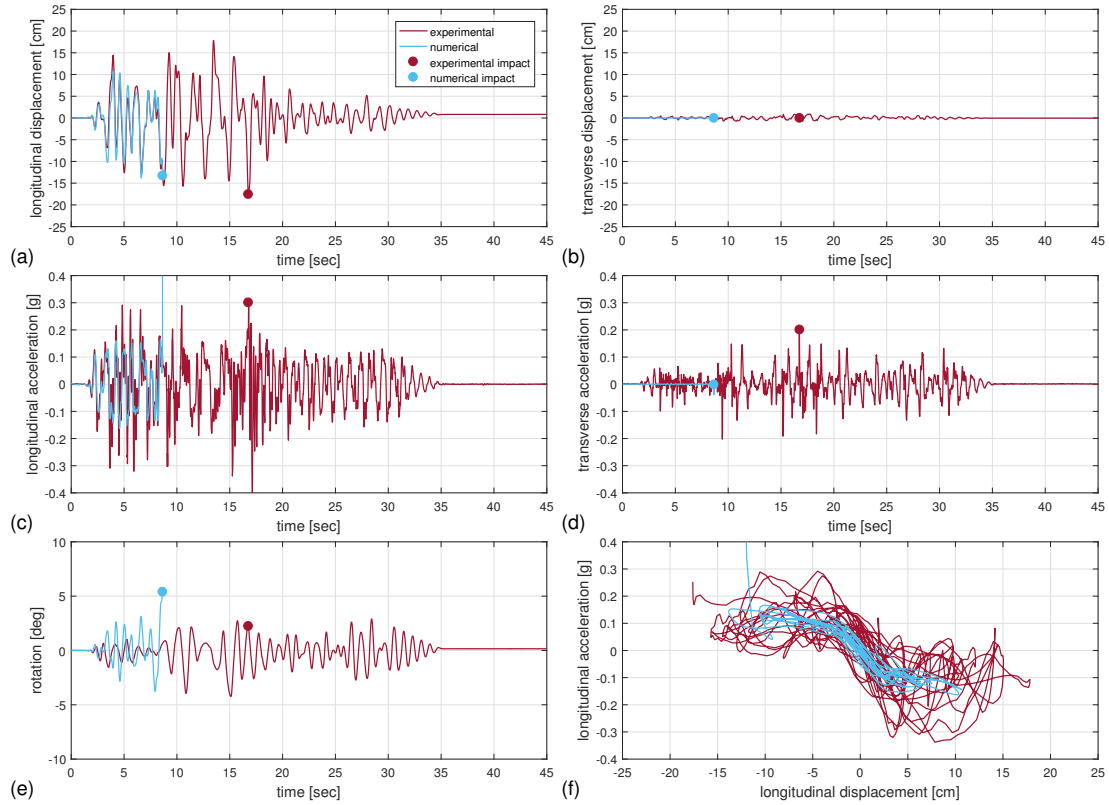 25
20
15
10
5
0
-5
-10
-15
-20
-25
longitudinal displacement [cm]
experimental
numerical
experimental impact
numerical impact
0 5 10 15 20 25 30 35 40 45
(a) time [sec]
25
20
15
10
5
0
-5
-10
-15
-20
-25
transverse displacement [cm]
0 5 10 15 20 25 30 35 40 45
(b) time [sec]
0.4
0.3
0.2
0.1
0
-0.1
-0.2
-0.3
-0.4
longitudinal acceleration [g]
0 5 10 15 20 25 30 35 40 45
(c) time [sec]
0.4
0.3
0.2
0.1
0
-0.1
-0.2
-0.3
-0.4
transverse acceleration [g]
0 5 10 15 20 25 30 35 40 45
(d) time [sec]
10
5
0
-5
-10
rotation [deg]
0 5 10 15 20 25 30 35 40 45
(e) time [sec]
0.4
0.3
0.2
0.1
0
-0.1
-0.2
-0.3
-0.4
longitudinal acceleration [g]
-25 -20 -15 -10 -5 0 5 10 15 20 25
(f) longitudinal displacement [cm]